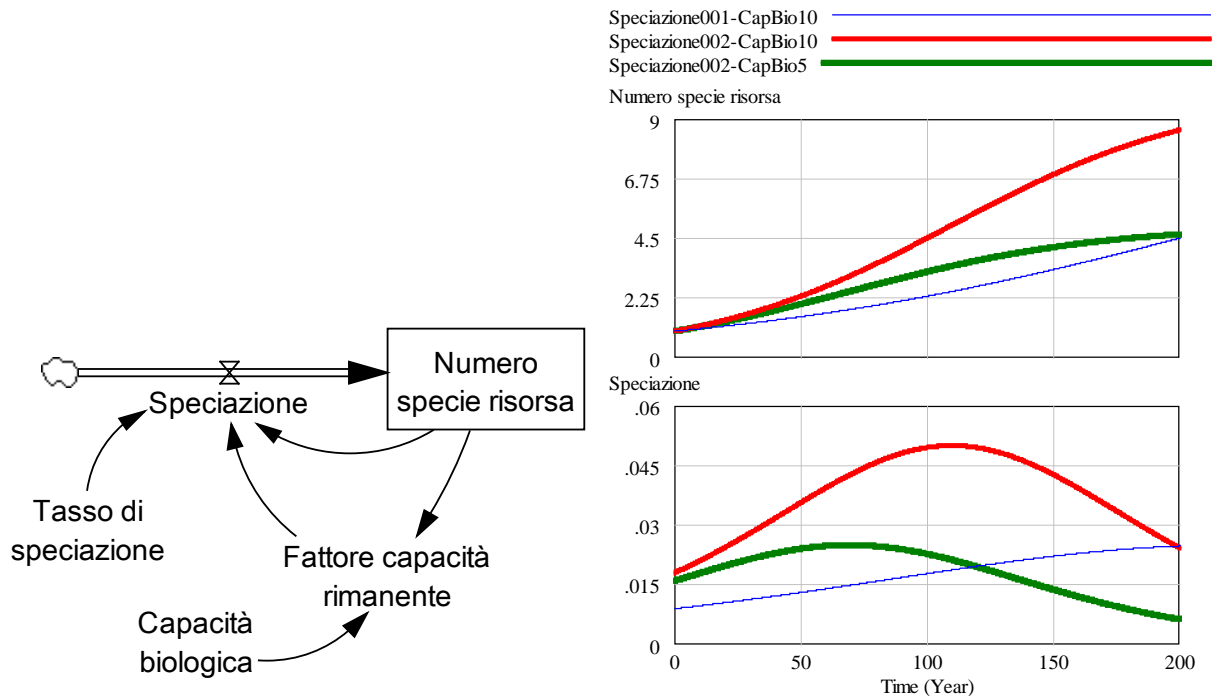 Speciazione
Numero
specie risorsa
Tasso di
speciazione
Fattore capacità
rimanente
Capacità
biologica
Speciazione001-CapBio10
Speciazione002-CapBio10
Speciazione002-CapBio5
Numero specie risorsa
9
6.75
4.5
2.25
0
Speciazione
.06
.045
.03
.015
0
0 50 100 150 200
Time (Year)